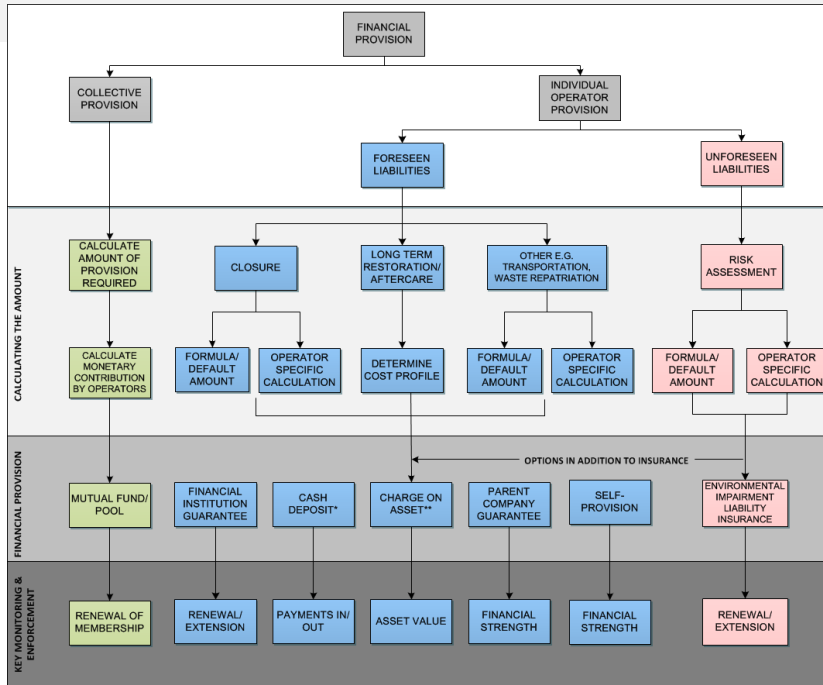 FINANCIAL
PROVISION
COLLECTIVE
PROVISION
INDIVIDUAL
OPERATOR
PROVISION
FORESEEN
LIABILITIES
UNFORESEEN
LIABILITIES
CALCULATING THE AMOUNT
CALCULATE
AMOUNT OF
PROVISION
REQUIRED
CLOSURE
LONG TERM
RESTORATION/
AFTERCARE
OTHER E.G.
TRANSPORTATION,
WASTE REPATRIATION
RISK
ASSESSMENT
CALCULATE
MONETARY
CONTRIBUTION
BY OPERATORS
FORMULA/
DEFAULT
AMOUNT
OPERATOR
SPECIFIC
CALCULATION
DETERMINE
COST PROFILE
FORMULA/
DEFAULT
AMOUNT
OPERATOR
SPECIFIC
CALCULATION
FORMULA/
DEFAULT
AMOUNT
OPERATOR
SPECIFIC
CALCULATION
FINANCIAL PROVISION
OPTIONS IN ADDITION TO INSURANCE
MUTUAL FUND/
POOL
FINANCIAL
INSTITUTION
GUARANTEE
CASH
DEPOSIT*
CHARGE ON
ASSET**
PARENT
COMPANY
GUARANTEE
SELF-
PROVISION
ENVIRONMENTAL
IMPAIRMENT
LIABILITY
INSURANCE
KEY MONITORING &
ENFORCEMENT
RENEWAL OF
MEMBERSHIP
RENEWAL/
EXTENSION
PAYMENTS IN/
OUT
ASSET VALUE
FINANCIAL
STRENGTH
FINANCIAL
STRENGTH
RENEWAL/
EXTENSION